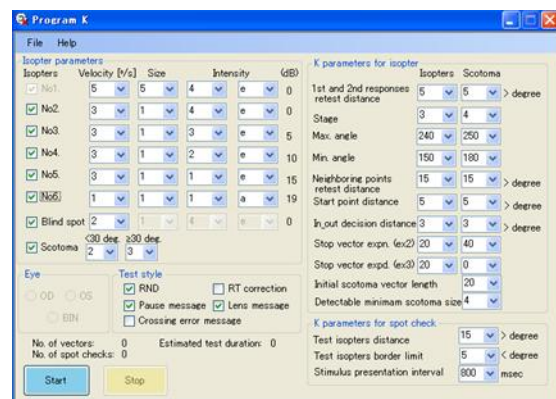 Program K
File Help
Isopter parameters
Isopters Velocity [°/s] Size Intensity (dB)
No1. 5 5 4 e 0
No2. 3 1 4 e 0
No3. 3 1 3 e 5
No4. 3 1 2 e 10
No5. 3 1 1 e 15
No6. 1 1 1 a 19
Blind spot 2 1 4 e 0
<30 deg. ≥30 deg.
Scotoma 2 3
Eye
OD OS
BIN
Test style
RND RT correction
Pause message Lens message
Crossing error message
No. of vectors: 0 Estimated test duration: 0
No. of spot checks: 0
Start Stop
K parameters for isopter
Isopters Scotoma
1st and 2nd responses
retest distance 5 5 > degree
Stage 3 4
Max. angle 240 250
Min. angle 150 180
Neighboring points
retest distance 15 15 > degree
Start point distance 5 5 > degree
In_out decision distance 3 3 > degree
Stop vector expn. (ex2) 20 40
Stop vector expd. (ex3) 20 0
Initial scotoma vector
length 20
Detectable minimam scotoma size 4
K parameters for spot check
Test isopters distance 15 > degree
Test isopters border limit 5 < degree
Stimulus presentation interval 800 msec